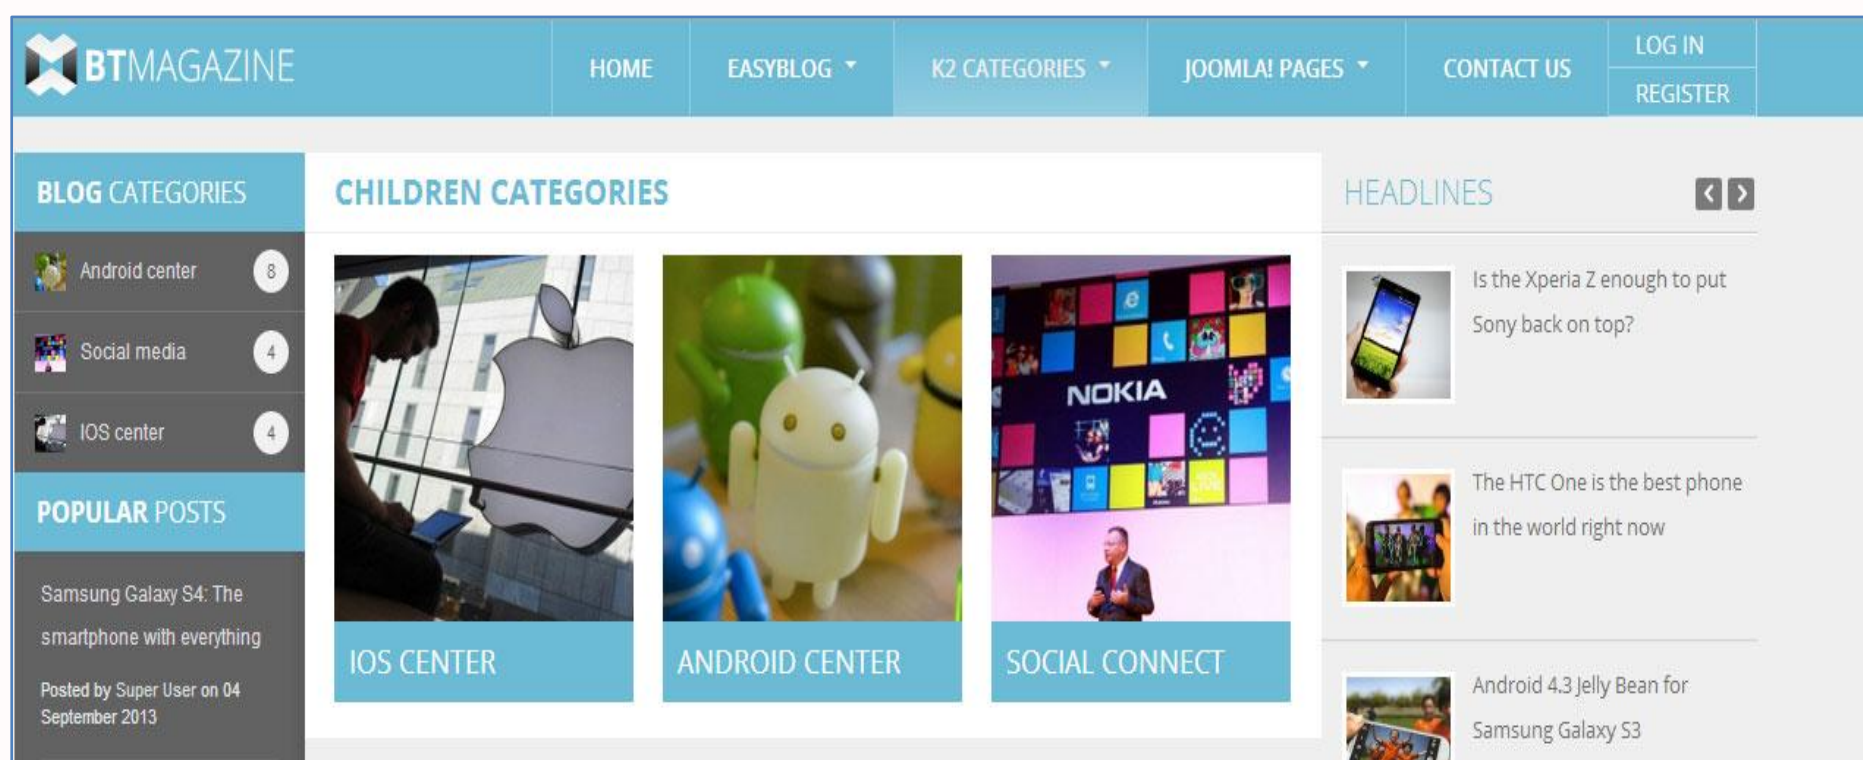 BTMAGAZINE
HOME
EASYBLOG
K2 CATEGORIES
JOOMLA! PAGES
CONTACT US
LOG IN
REGISTER
BLOG CATEGORIES
Android center 8
Social media 4
IOS center 4
POPULAR POSTS
Samsung Galaxy S4: The
smartphone with everything
Posted by Super User on 04
September 2013
CHILDREN CATEGORIES
NOKIA
IOS CENTER
ANDROID CENTER
SOCIAL CONNECT
HEADLINES
Is the Xperia Z enough to put
Sony back on top?
The HTC One is the best phone
in the world right now
Android 4.3 Jelly Bean for
Samsung Galaxy S3